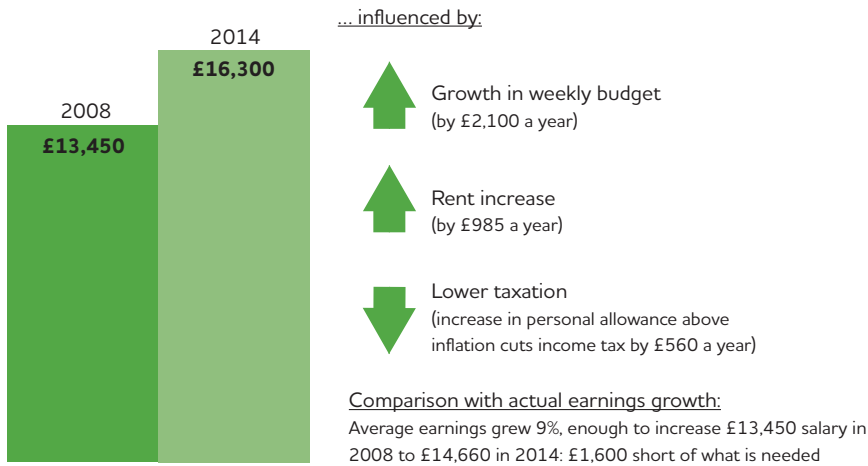 2008
£13,450
2014
£16,300
... influenced by:
Growth in weekly budget
(by £2,100 a year)
Rent increase
(by £985 a year)
Lower taxation
(increase in personal allowance above
inflation cuts income tax by £560 a year)
Comparison with actual earnings growth:
Average earnings grew 9%, enough to increase £13,450 salary in
2008 to £14,660 in 2014: £1,600 short of what is needed